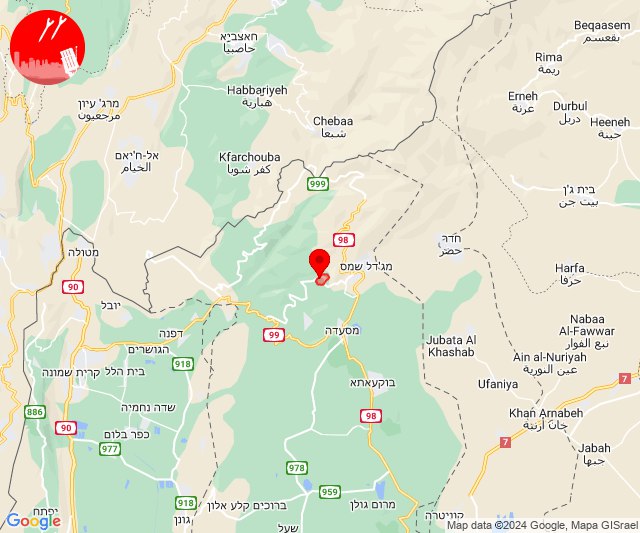 Beqaasem
بقعسم
חאצבייא
حاصبيا
Rima
ريمة
Habbariyeh
هبارية
Erneh
عرنة
Durbul
دربل
מרג' עיון
مرجعيون
Chebaa
شبعا
Heeneh
حينة
אל-ח'יאם
الخيام
Kfarchouba
كفر شوبا
999
בית ג'ן
بيت جن
98
חדר
حضر
מטולה
מג'דל שמס
Harfa
حرفا
90
יובל
99
Nabaa
Al-Fawwar
نبع الفوار
דפנה
מסעדה
Jubata Al
Khashab
הגושרים
918
Ain al-Nuriyah
عين النورية
קרית שמונה
בית הלל
בוקעאתא
Ufaniya
7
886
שדה נחמיה
98
Khan Arnabeh
خان أرنبة
90
כפר בלום
977
7
Jabah
جبها
978
959
918
ברוכים קלע אלון
מרום גולן
יפתח
גונן
שעל
קוניטרה
Google
Map data ©2024 Google, Mapa GISrael